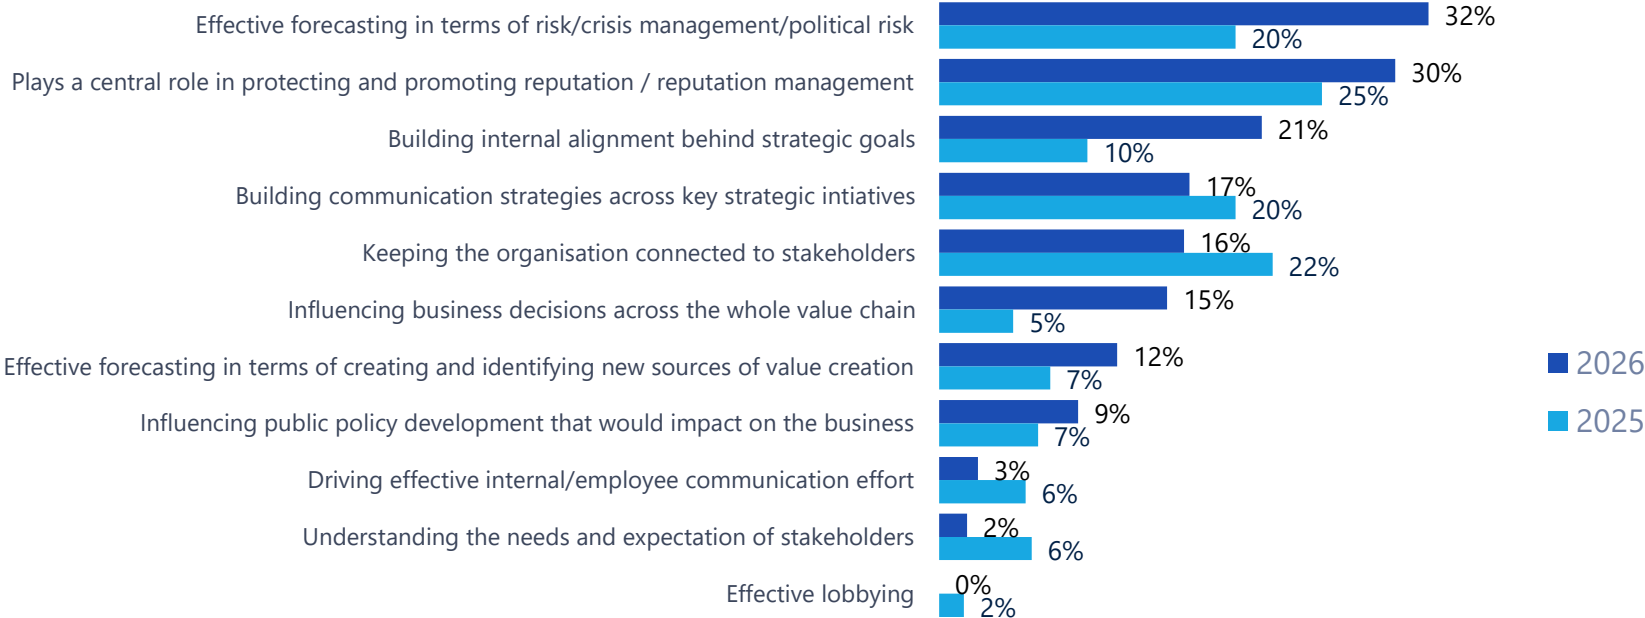 Effective forecasting in terms of risk/crisis management/political risk
32%
20%
Plays a central role in protecting and promoting reputation / reputation management
30%
25%
Building internal alignment behind strategic goals
21%
10%
Building communication strategies across key strategic intiatives
17%
20%
Keeping the organisation connected to stakeholders
16%
22%
Influencing business decisions across the whole value chain
15%
5%
Effective forecasting in terms of creating and identifying new sources of value creation
12%
7%
Influencing public policy development that would impact on the business
9%
7%
Driving effective internal/employee communication effort
3%
6%
Understanding the needs and expectation of stakeholders
2%
6%
Effective lobbying
0%
2%
2026
2025